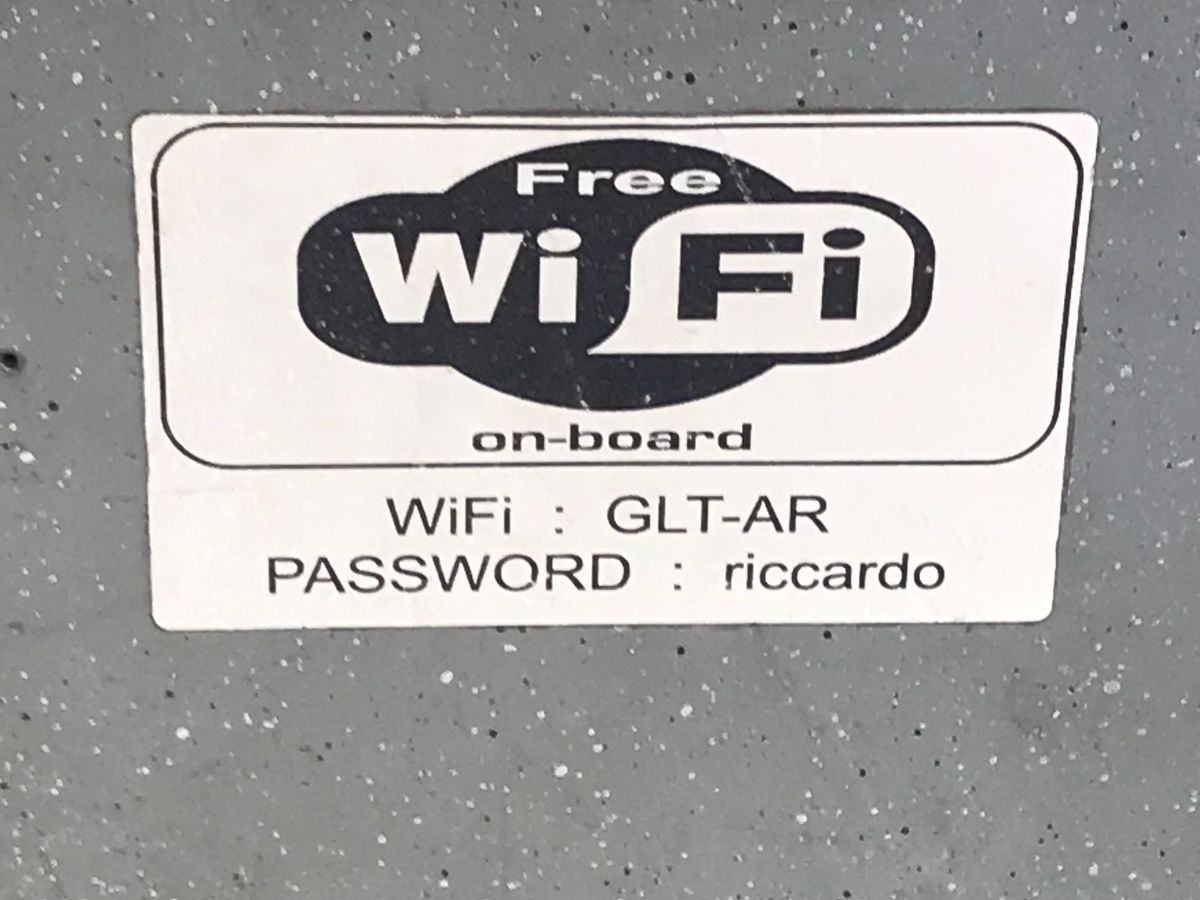 Free
WiFi
on-board
WiFi : GLT-AR
PASSWORD : riccardo